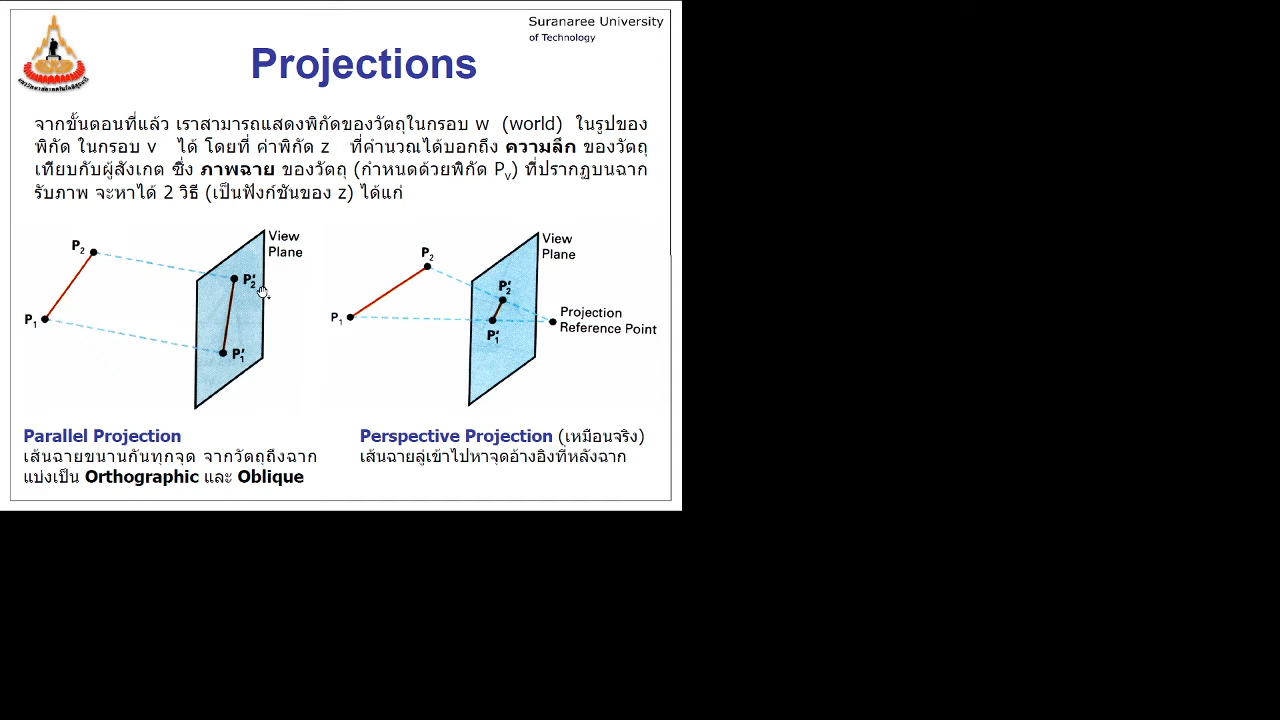 Suranaree University
of Technology
Projections
จากขั้นตอนที่แล้ว เราสามารถแสดงพิกัดของวัตถุในกรอบ w (world) ในรูปของ
พิกัด ในกรอบ v ได้ โดยที่ ค่าพิกัด z ที่คำนวณได้บอกถึง ความลึก ของวัตถุ
เทียบกับผู้สังเกต ซึ่ง ภาพฉาย ของวัตถุ (กำหนดด้วยพิกัด Pv) ที่ปรากฏบนฉาก
รับภาพ จะหาได้ 2 วิธี (เป็นฟังก์ชันของ z) ได้แก่
View
Plane
P2
P2'
P1
P1'
View
Plane
P2
P2'
Projection
Reference Point
P1
P1'
Parallel Projection
เส้นฉายขนานกันทุกจุด จากวัตถุถึงฉาก
แบ่งเป็น Orthographic และ Oblique
Perspective Projection (เหมือนจริง)
เส้นฉายลู่เข้าไปหาจุดอ้างอิงที่หลังฉาก